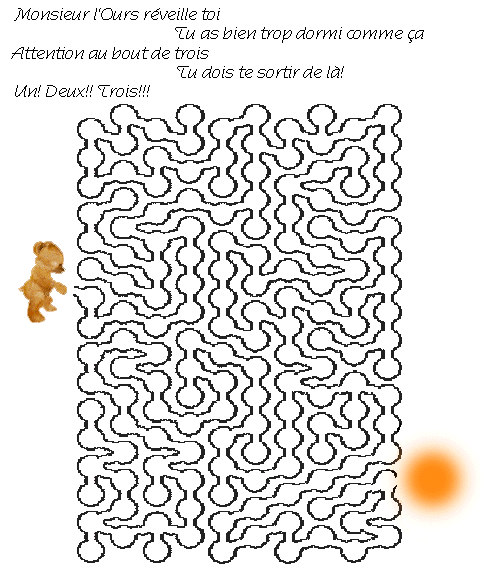 Monsieur l'Ours réveille toi
Tu as bien trop dormi comme ça
Attention au bout de trois
Tu dois te sortir de là!
Un! Deux!! Trois!!!